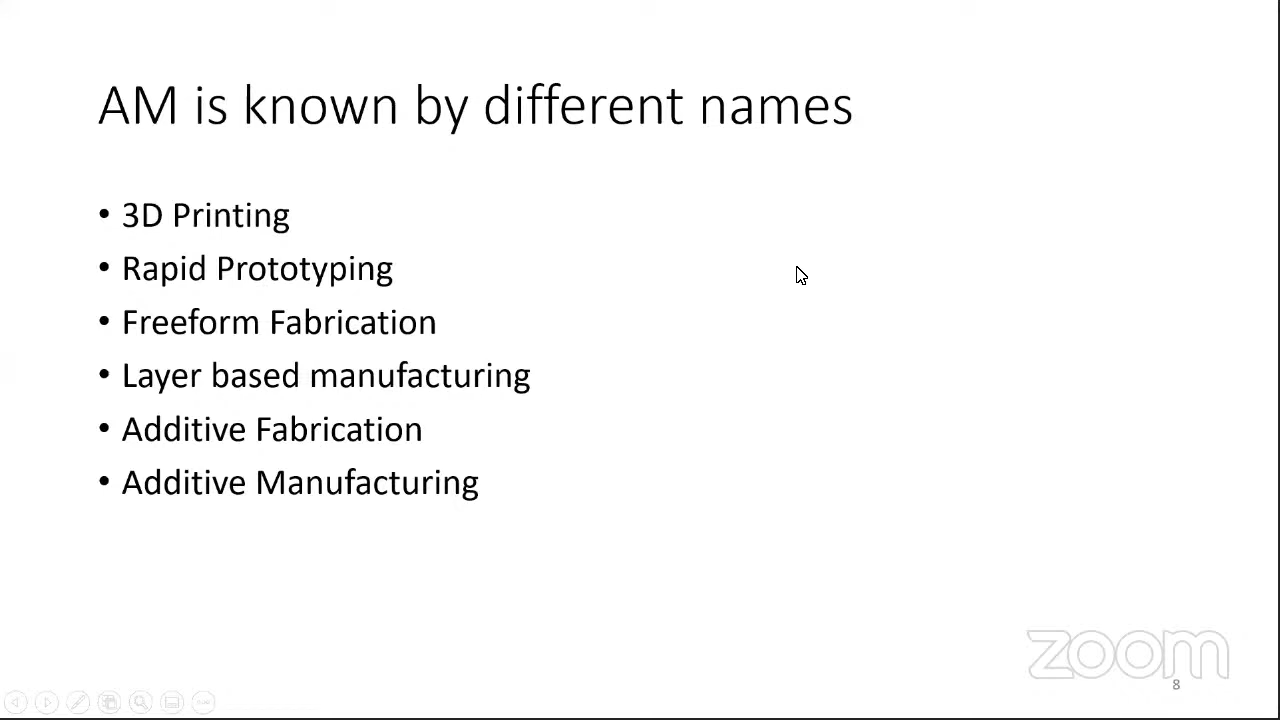 AM is known by different names
• 3D Printing
• Rapid Prototyping
• Freeform Fabrication
• Layer based manufacturing
• Additive Fabrication
• Additive Manufacturing
zoom
8